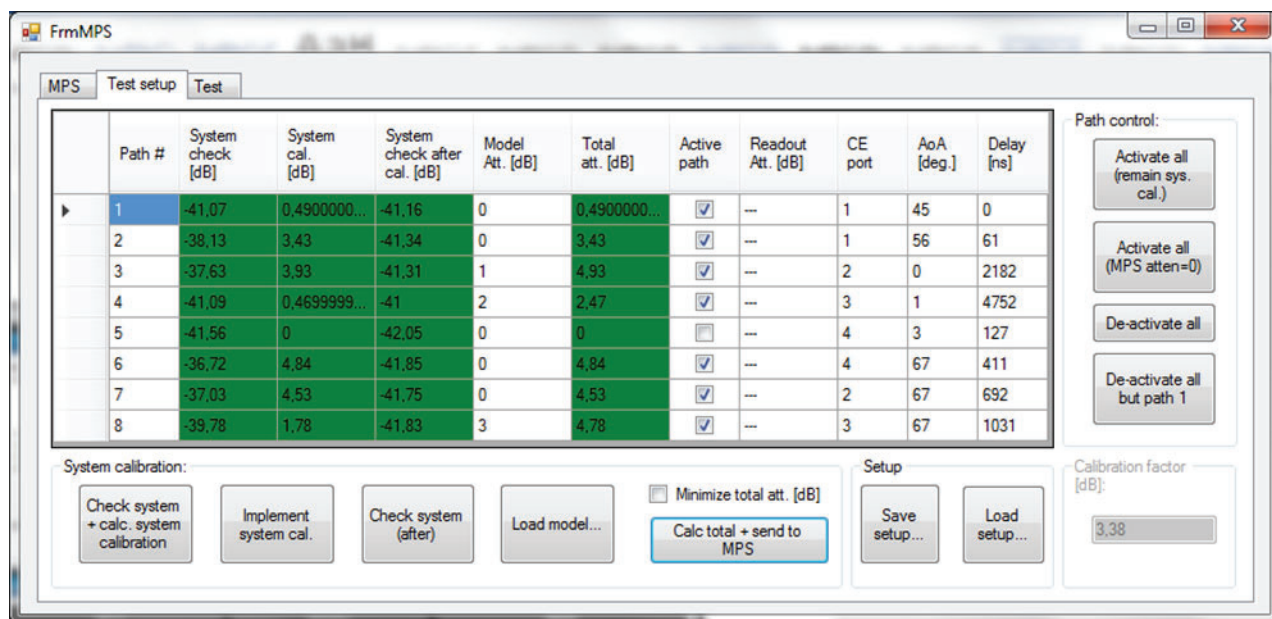 FrmMPS
MPS Test setup Test
Path # System check [dB] System cal. [dB] System check after cal. [dB] Model Att. [dB] Total att. [dB] Active path Readout Att. [dB] CE port AoA [deg.] Delay [ns]
1 -41,07 0,4900000... -41,16 0 0,4900000... --- 1 45 0
2 -38,13 3,43 -41,34 0 3,43 --- 1 56 61
3 -37,63 3,93 -41,31 1 4,93 --- 2 0 2182
4 -41,09 0,4699999... -41 2 2,47 --- 3 1 4752
5 -41,56 0 -42,05 0 0 --- 4 3 127
6 -36,72 4,84 -41,85 0 4,84 --- 4 67 411
7 -37,03 4,53 -41,75 0 4,53 --- 2 67 692
8 -39,78 1,78 -41,83 3 4,78 --- 3 67 1031
Path control:
Activate all
(remain sys.
cal.)
Activate all
(MPS atten=0)
De-activate all
De-activate all
but path 1
System calibration:
Check system
+ calc. system
calibration
Implement
system cal.
Check system
(after)
Load model...
Minimize total att. [dB]
Calc total + send to
MPS
Setup
Save
setup...
Load
setup...
Calibration factor
[dB]:
3,38